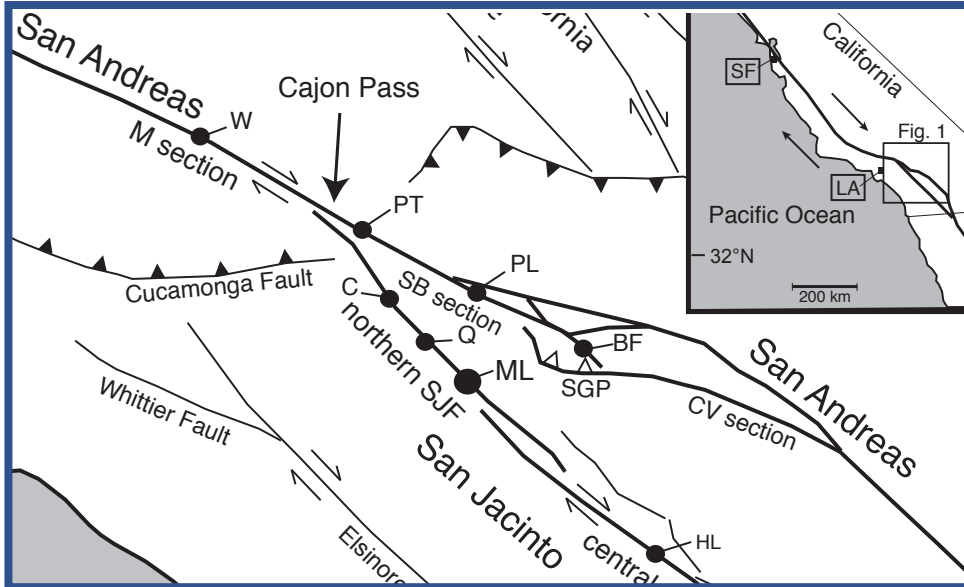 San Andreas
W
M section
Cajon Pass
PT
Cucamonga Fault
C
Q
ML
northern SJF
SB section
PL
BF
SGP
CV section
San Andreas
San Jacinto
central
HL
Whittier Fault
Elsinore
SF
California
Fig. 1
LA
Pacific Ocean
32°N
200 km